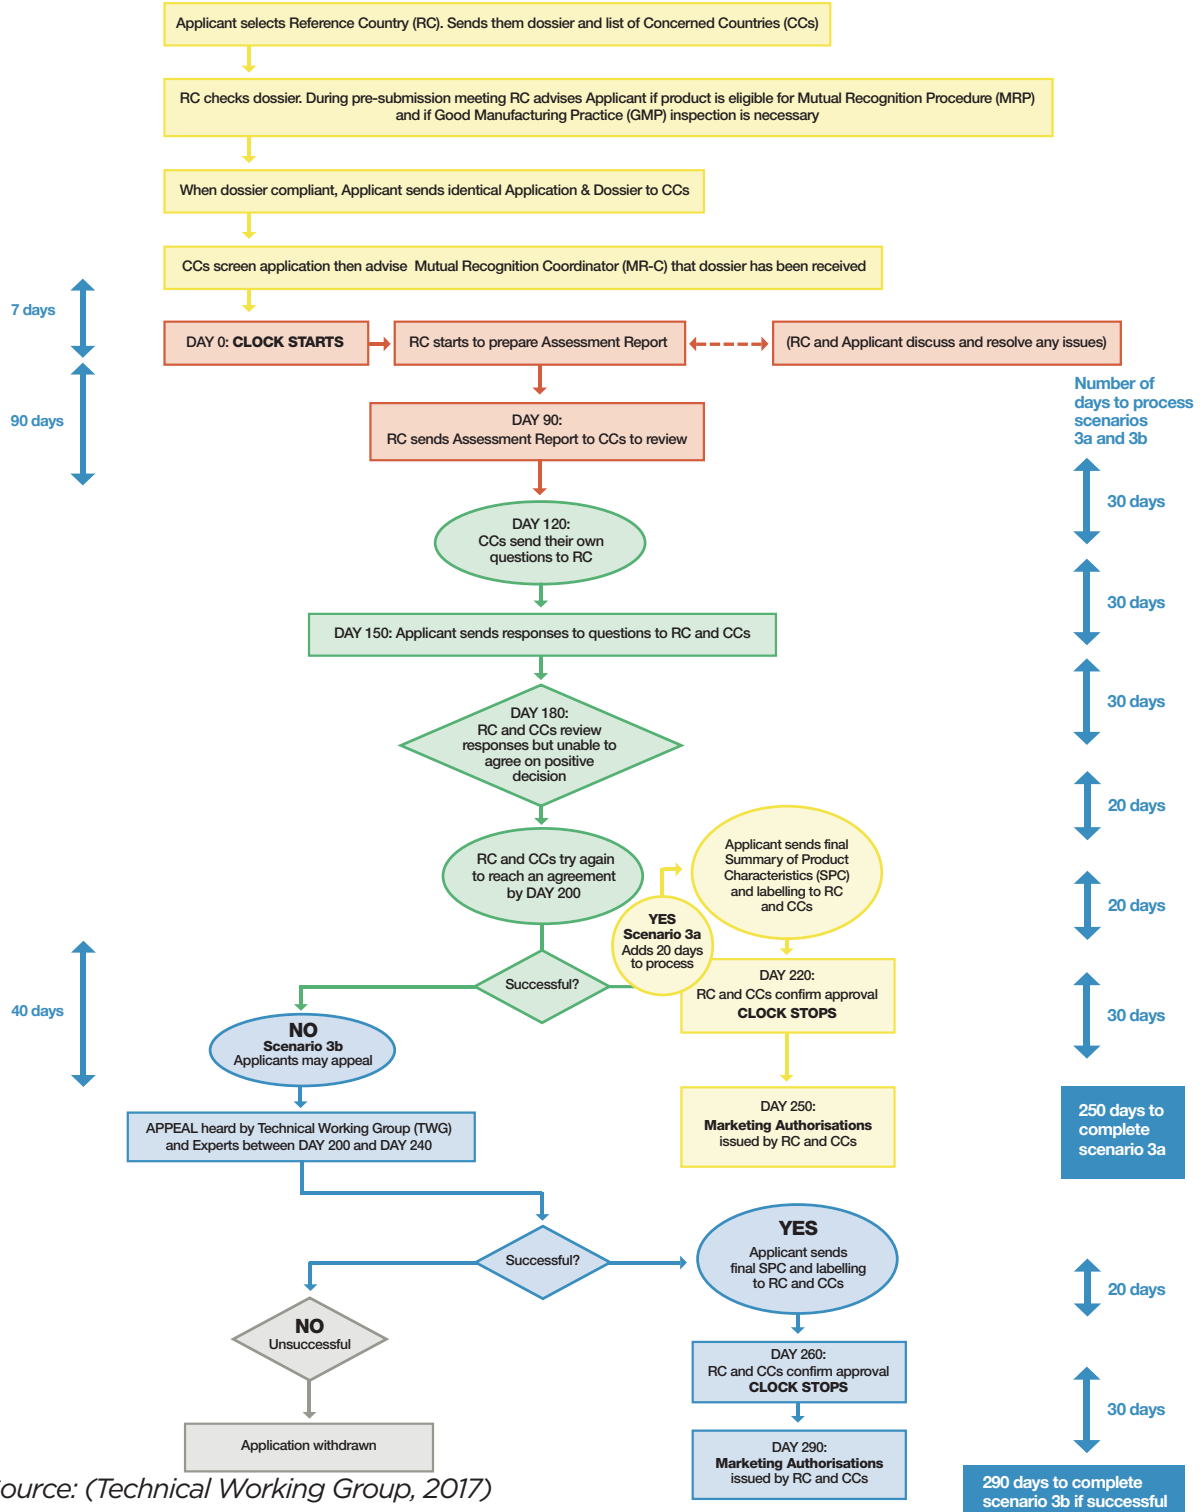 Applicant selects Reference Country (RC). Sends them dossier and list of Concerned Countries (CCs)
RC checks dossier. During pre-submission meeting RC advises Applicant if product is eligible for Mutual Recognition Procedure (MRP)
and if Good Manufacturing Practice (GMP) inspection is necessary
When dossier compliant, Applicant sends identical Application & Dossier to CCs
CCs screen application then advise Mutual Recognition Coordinator (MR-C) that dossier has been received
7 days
DAY 0: CLOCK STARTS
RC starts to prepare Assessment Report
(RC and Applicant discuss and resolve any issues)
90 days
DAY 90:
RC sends Assessment Report to CCs to review
Number of
days to process
scenarios
3a and 3b
30 days
DAY 120:
CCs send their own
questions to RC
30 days
DAY 150: Applicant sends responses to questions to RC and CCs
30 days
DAY 180:
RC and CCs review
responses but unable to
agree on positive
decision
20 days
RC and CCs try again
to reach an agreement
by DAY 200
Applicant sends final
Summary of Product
Characteristics (SPC)
and labelling to RC
and CCs
20 days
YES
Scenario 3a
Adds 20 days
to process
Successful?
DAY 220:
RC and CCs confirm approval
CLOCK STOPS
30 days
40 days
NO
Scenario 3b
Applicants may appeal
APPEAL heard by Technical Working Group (TWG)
and Experts between DAY 200 and DAY 240
DAY 250:
Marketing Authorisations
issued by RC and CCs
250 days to
complete
scenario 3a
Successful?
YES
Applicant sends
final SPC and labelling
to RC and CCs
20 days
NO
Unsuccessful
DAY 260:
RC and CCs confirm approval
CLOCK STOPS
30 days
Application withdrawn
DAY 290:
Marketing Authorisations
issued by RC and CCs
290 days to complete
scenario 3b if successful
ource: (Technical Working Group, 2017)